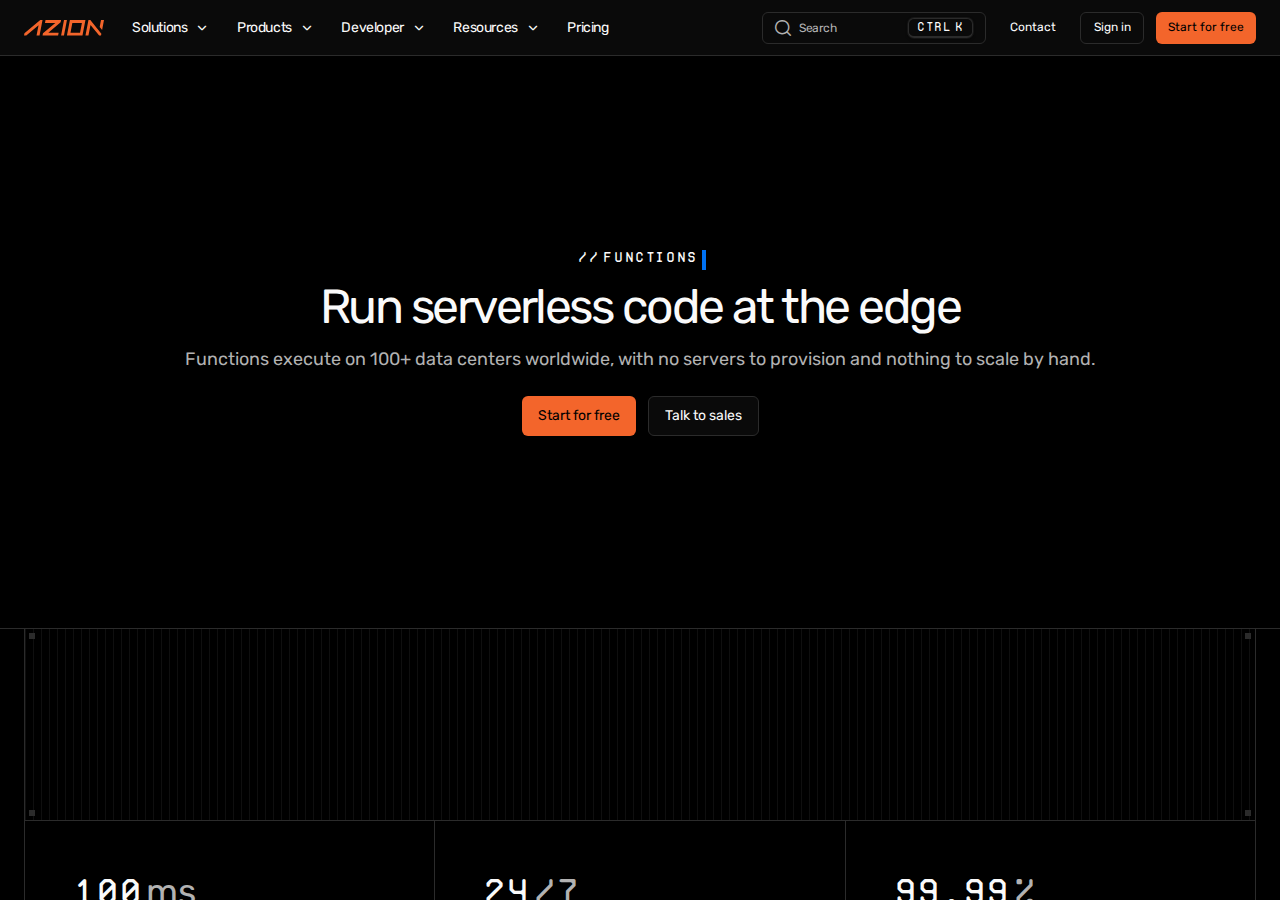 AZION Solutions Products Developer Resources Pricing Search CTRL K Contact Sign in Start for free
//FUNCTIONS
Run serverless code at the edge
Functions execute on 100+ data centers worldwide, with no servers to provision and nothing to scale by hand.
Start for free Talk to sales
100ms 24/7 99.99%